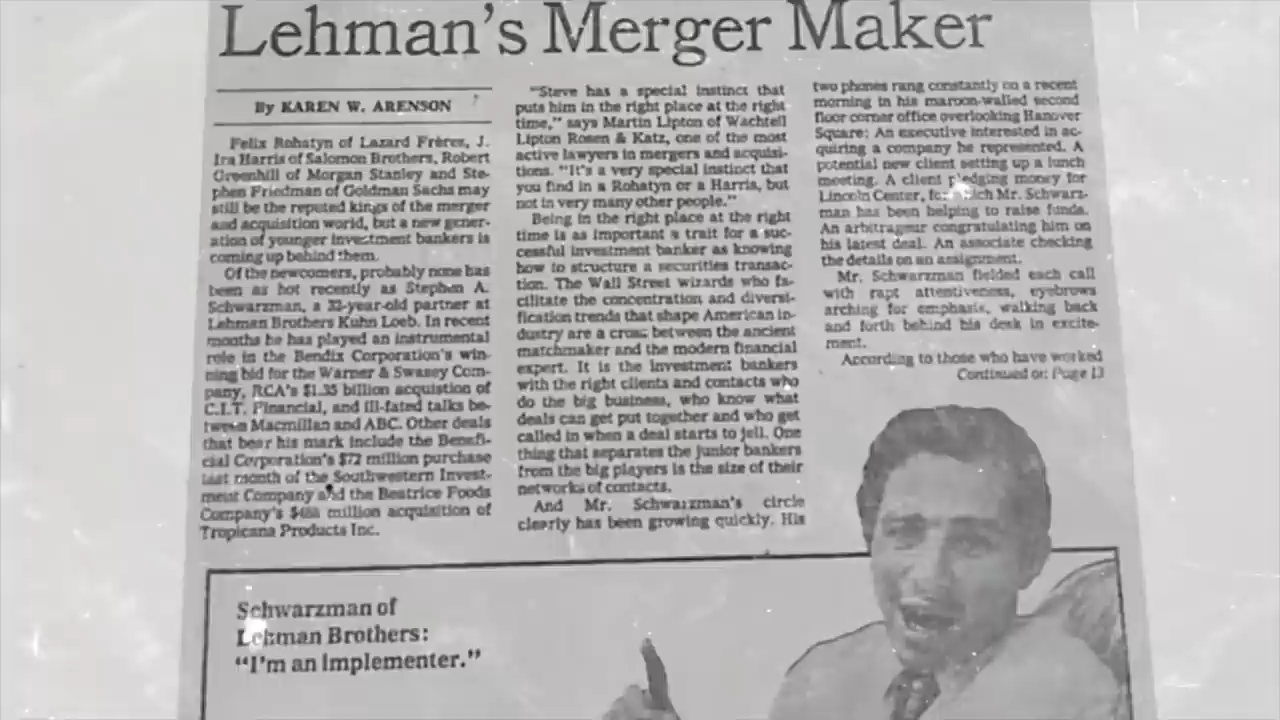 Lehman's Merger Maker
By KAREN W. ARENSON
Felix Rohatyn of Lazard Frères, J.
Ira Harris of Salomon Brothers, Robert
Greenhill of Morgan Stanley and Ste-
phen Friedman of Goldman Sachs may
still be the reputed kings of the merger
and acquisition world, but a new gener-
ation of younger investment bankers is
coming up behind them.
Of the newcomers, probably none has
been as hot recently as Stephen A.
Schwarzman, a 32-year-old partner at
Lehman Brothers Kuhn Loeb. In recent
months he has played an instrumental
role in the Bendix Corporation's win-
ning bid for the Warner & Swasey Com-
pany, RCA's $1.35 billion acquistion of
C.I.T. Financial, and ill-fated talks be-
tween Macmillan and ABC. Other deals
that bear his mark include the Benefi-
cial Corporation's $72 million purchase
last month of the Southwestern Invest-
ment Company and the Beatrice Foods
Company's million acquisition of
Tropicana Products Inc.
"Steve has a special instinct that
puts him in the right place at the right
time," says Martin Lipton of Wachtell
Lipton Rosen & Katz, one of the most
active lawyers in mergers and acquisi-
tions. "It's a very special instinct that
you find in a Rohatyn or a Harris, but
not in very many other people."
Being in the right place at the right
time is as important a trait for a suc-
cessful investment banker as knowing
how to structure a securities transac-
tion. The Wall Street wizards who fa-
cilitate the concentration and diversi-
fication trends that shape American in-
dustry are a cross between the ancient
matchmaker and the modern financial
expert. It is the investment bankers
with the right clients and contacts who
do the big business, who know what
deals can get put together and who get
called in when a deal starts to jell. One
thing that separates the junior bankers
from the big players is the size of their
networks of contacts.
And Mr. Schwarzman's circle
clearly has been growing quickly. His
two phones rang constantly on a recent
morning in his maroon-walled second
floor corner office overlooking Hanover
Square: An executive interested in ac-
quiring a company he represented. A
potential new client setting up a lunch
meeting. A client pledging money for
Lincoln Center, for which Mr. Schwarz-
man has been helping to raise funds.
An arbitrageur congratulating him on
his latest deal. An associate checking
the details on an assignment.
Mr. Schwarzman fielded each call
with rapt attentiveness, eyebrows
arching for emphasis, walking back
and forth behind his desk in excite-
ment.
According to those who have worked
Continued on Page 13
Schwarzman of
Lehman Brothers:
"I'm an implementer."